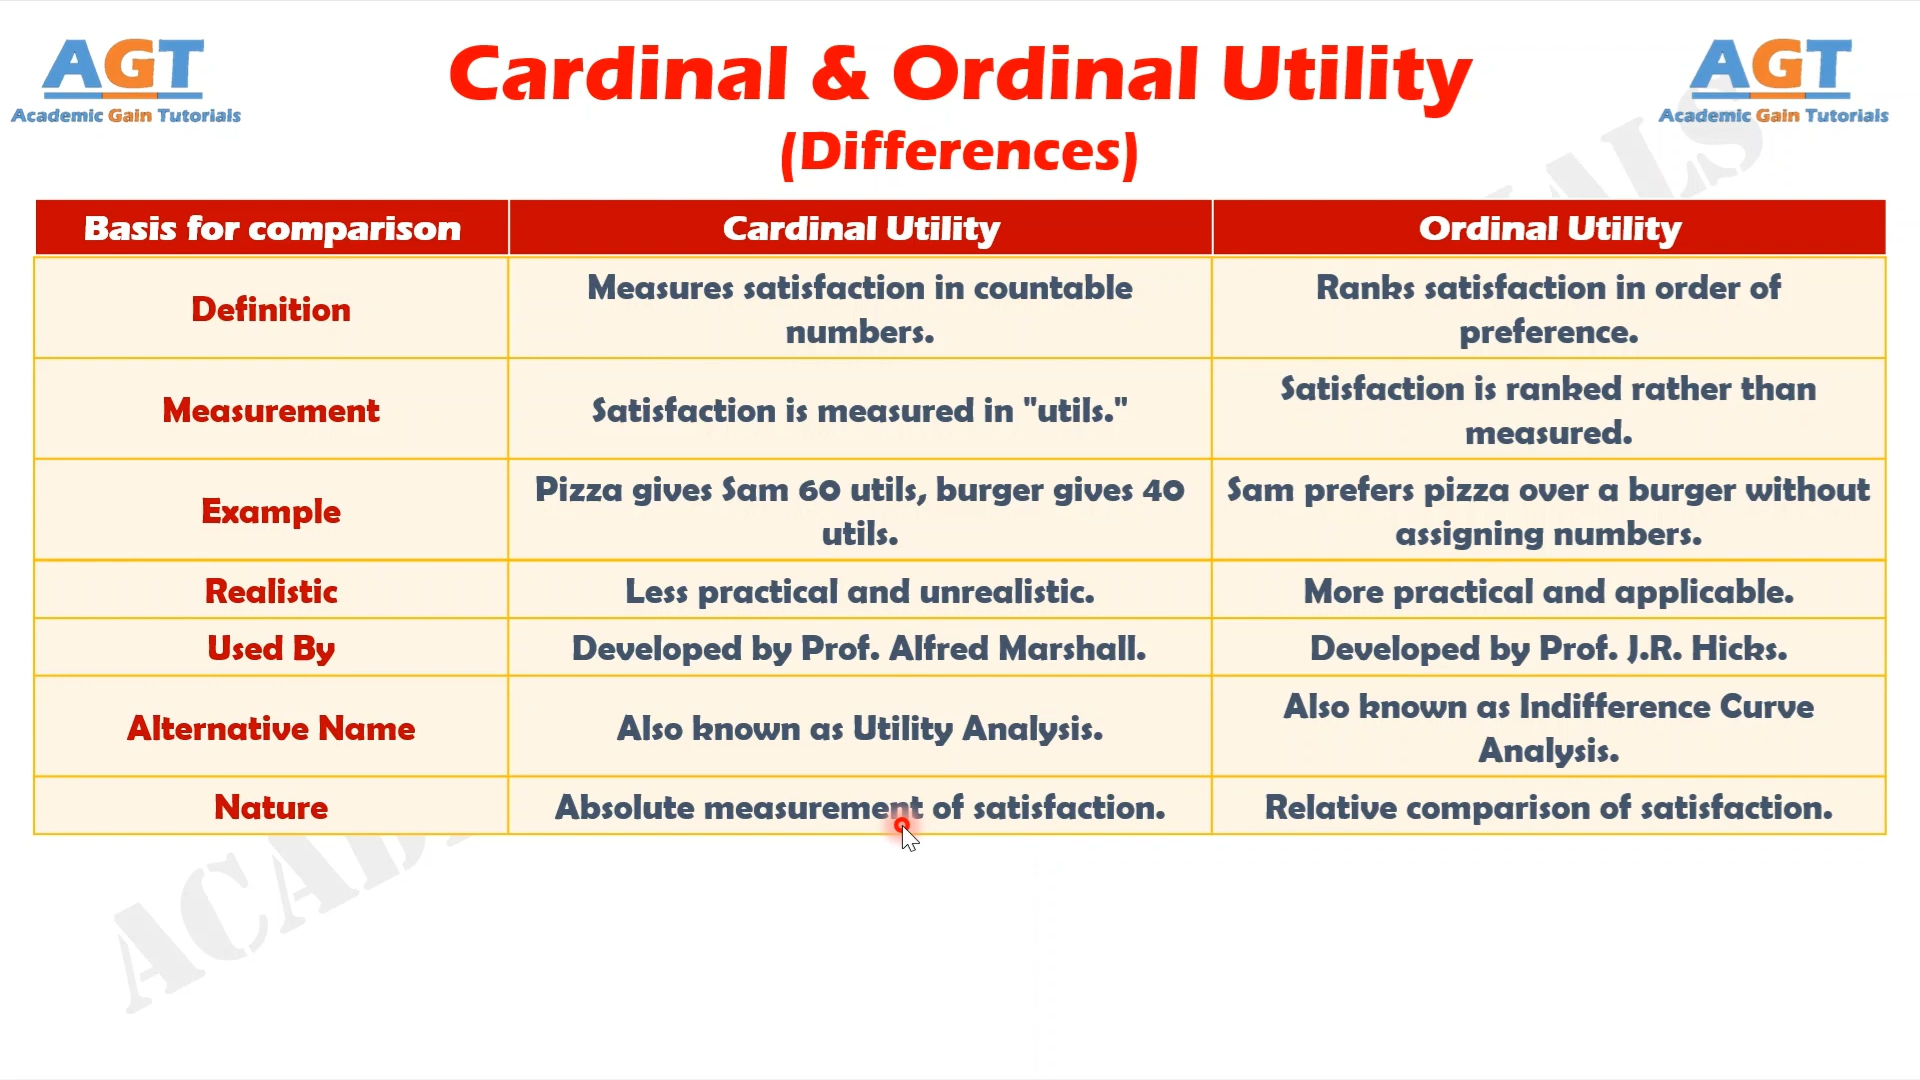 AGT
Academic Gain Tutorials
Cardinal & Ordinal Utility
(Differences)
AGT
Academic Gain Tutorials
Basis for comparison
Cardinal Utility
Ordinal Utility
Definition
Measures satisfaction in countable
numbers.
Ranks satisfaction in order of
preference.
Measurement
Satisfaction is measured in "utils."
Satisfaction is ranked rather than
measured.
Example
Pizza gives Sam 60 utils, burger gives 40
utils.
Sam prefers pizza over a burger without
assigning numbers.
Realistic
Less practical and unrealistic.
More practical and applicable.
Used By
Developed by Prof. Alfred Marshall.
Developed by Prof. J.R. Hicks.
Alternative Name
Also known as Utility Analysis.
Also known as Indifference Curve
Analysis.
Nature
Absolute measurement of satisfaction.
Relative comparison of satisfaction.